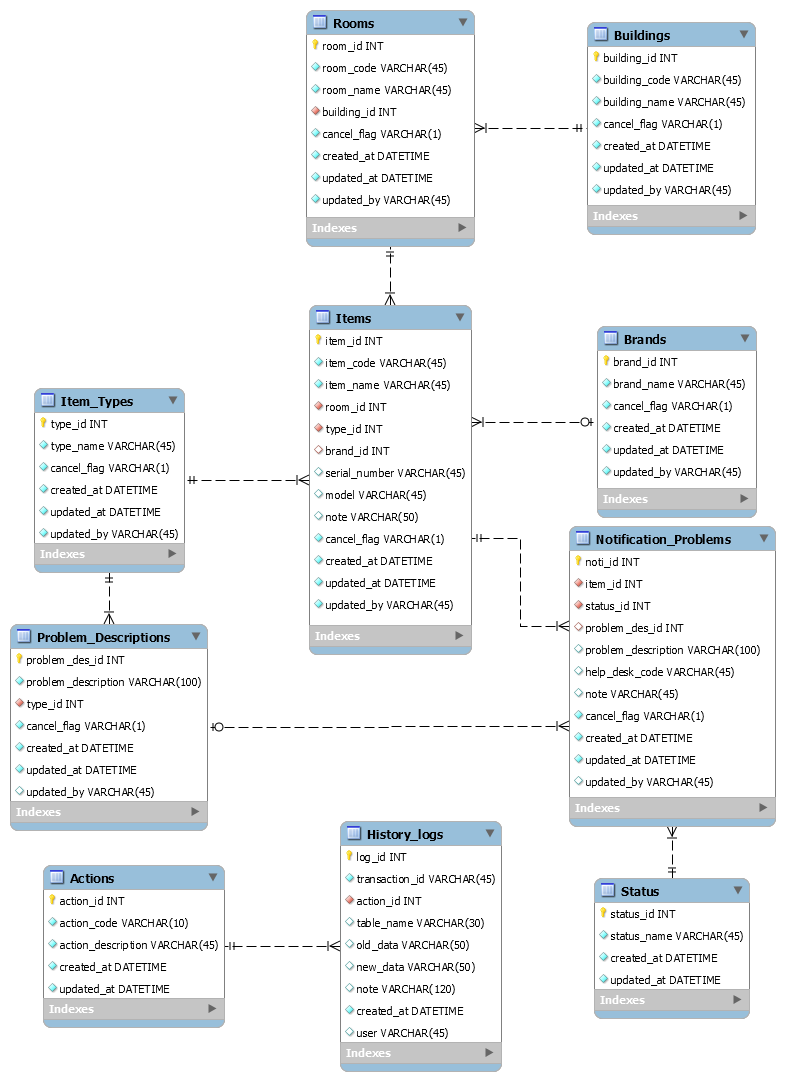 Rooms
room_id INT
room_code VARCHAR(45)
room_name VARCHAR(45)
building_id INT
cancel_flag VARCHAR(1)
created_at DATETIME
updated_at DATETIME
updated_by VARCHAR(45)
Indexes
Buildings
building_id INT
building_code VARCHAR(45)
building_name VARCHAR(45)
cancel_flag VARCHAR(1)
created_at DATETIME
updated_at DATETIME
updated_by VARCHAR(45)
Indexes
Items
item_id INT
item_code VARCHAR(45)
item_name VARCHAR(45)
room_id INT
type_id INT
brand_id INT
serial_number VARCHAR(45)
model VARCHAR(45)
note VARCHAR(50)
cancel_flag VARCHAR(1)
created_at DATETIME
updated_at DATETIME
updated_by VARCHAR(45)
Indexes
Brands
brand_id INT
brand_name VARCHAR(45)
cancel_flag VARCHAR(1)
created_at DATETIME
updated_at DATETIME
updated_by VARCHAR(45)
Indexes
Item_Types
type_id INT
type_name VARCHAR(45)
cancel_flag VARCHAR(1)
created_at DATETIME
updated_at DATETIME
updated_by VARCHAR(45)
Indexes
Notification_Problems
noti_id INT
item_id INT
status_id INT
problem_des_id INT
problem_description VARCHAR(100)
help_desk_code VARCHAR(45)
note VARCHAR(45)
cancel_flag VARCHAR(1)
created_at DATETIME
updated_at DATETIME
updated_by VARCHAR(45)
Indexes
Problem_Descriptions
problem_des_id INT
problem_description VARCHAR(100)
type_id INT
cancel_flag VARCHAR(1)
created_at DATETIME
updated_at DATETIME
updated_by VARCHAR(45)
Indexes
History_logs
log_id INT
transaction_id VARCHAR(45)
action_id INT
table_name VARCHAR(30)
old_data VARCHAR(50)
new_data VARCHAR(50)
note VARCHAR(120)
created_at DATETIME
user VARCHAR(45)
Indexes
Actions
action_id INT
action_code VARCHAR(10)
action_description VARCHAR(45)
created_at DATETIME
updated_at DATETIME
Indexes
Status
status_id INT
status_name VARCHAR(45)
created_at DATETIME
updated_at DATETIME
Indexes